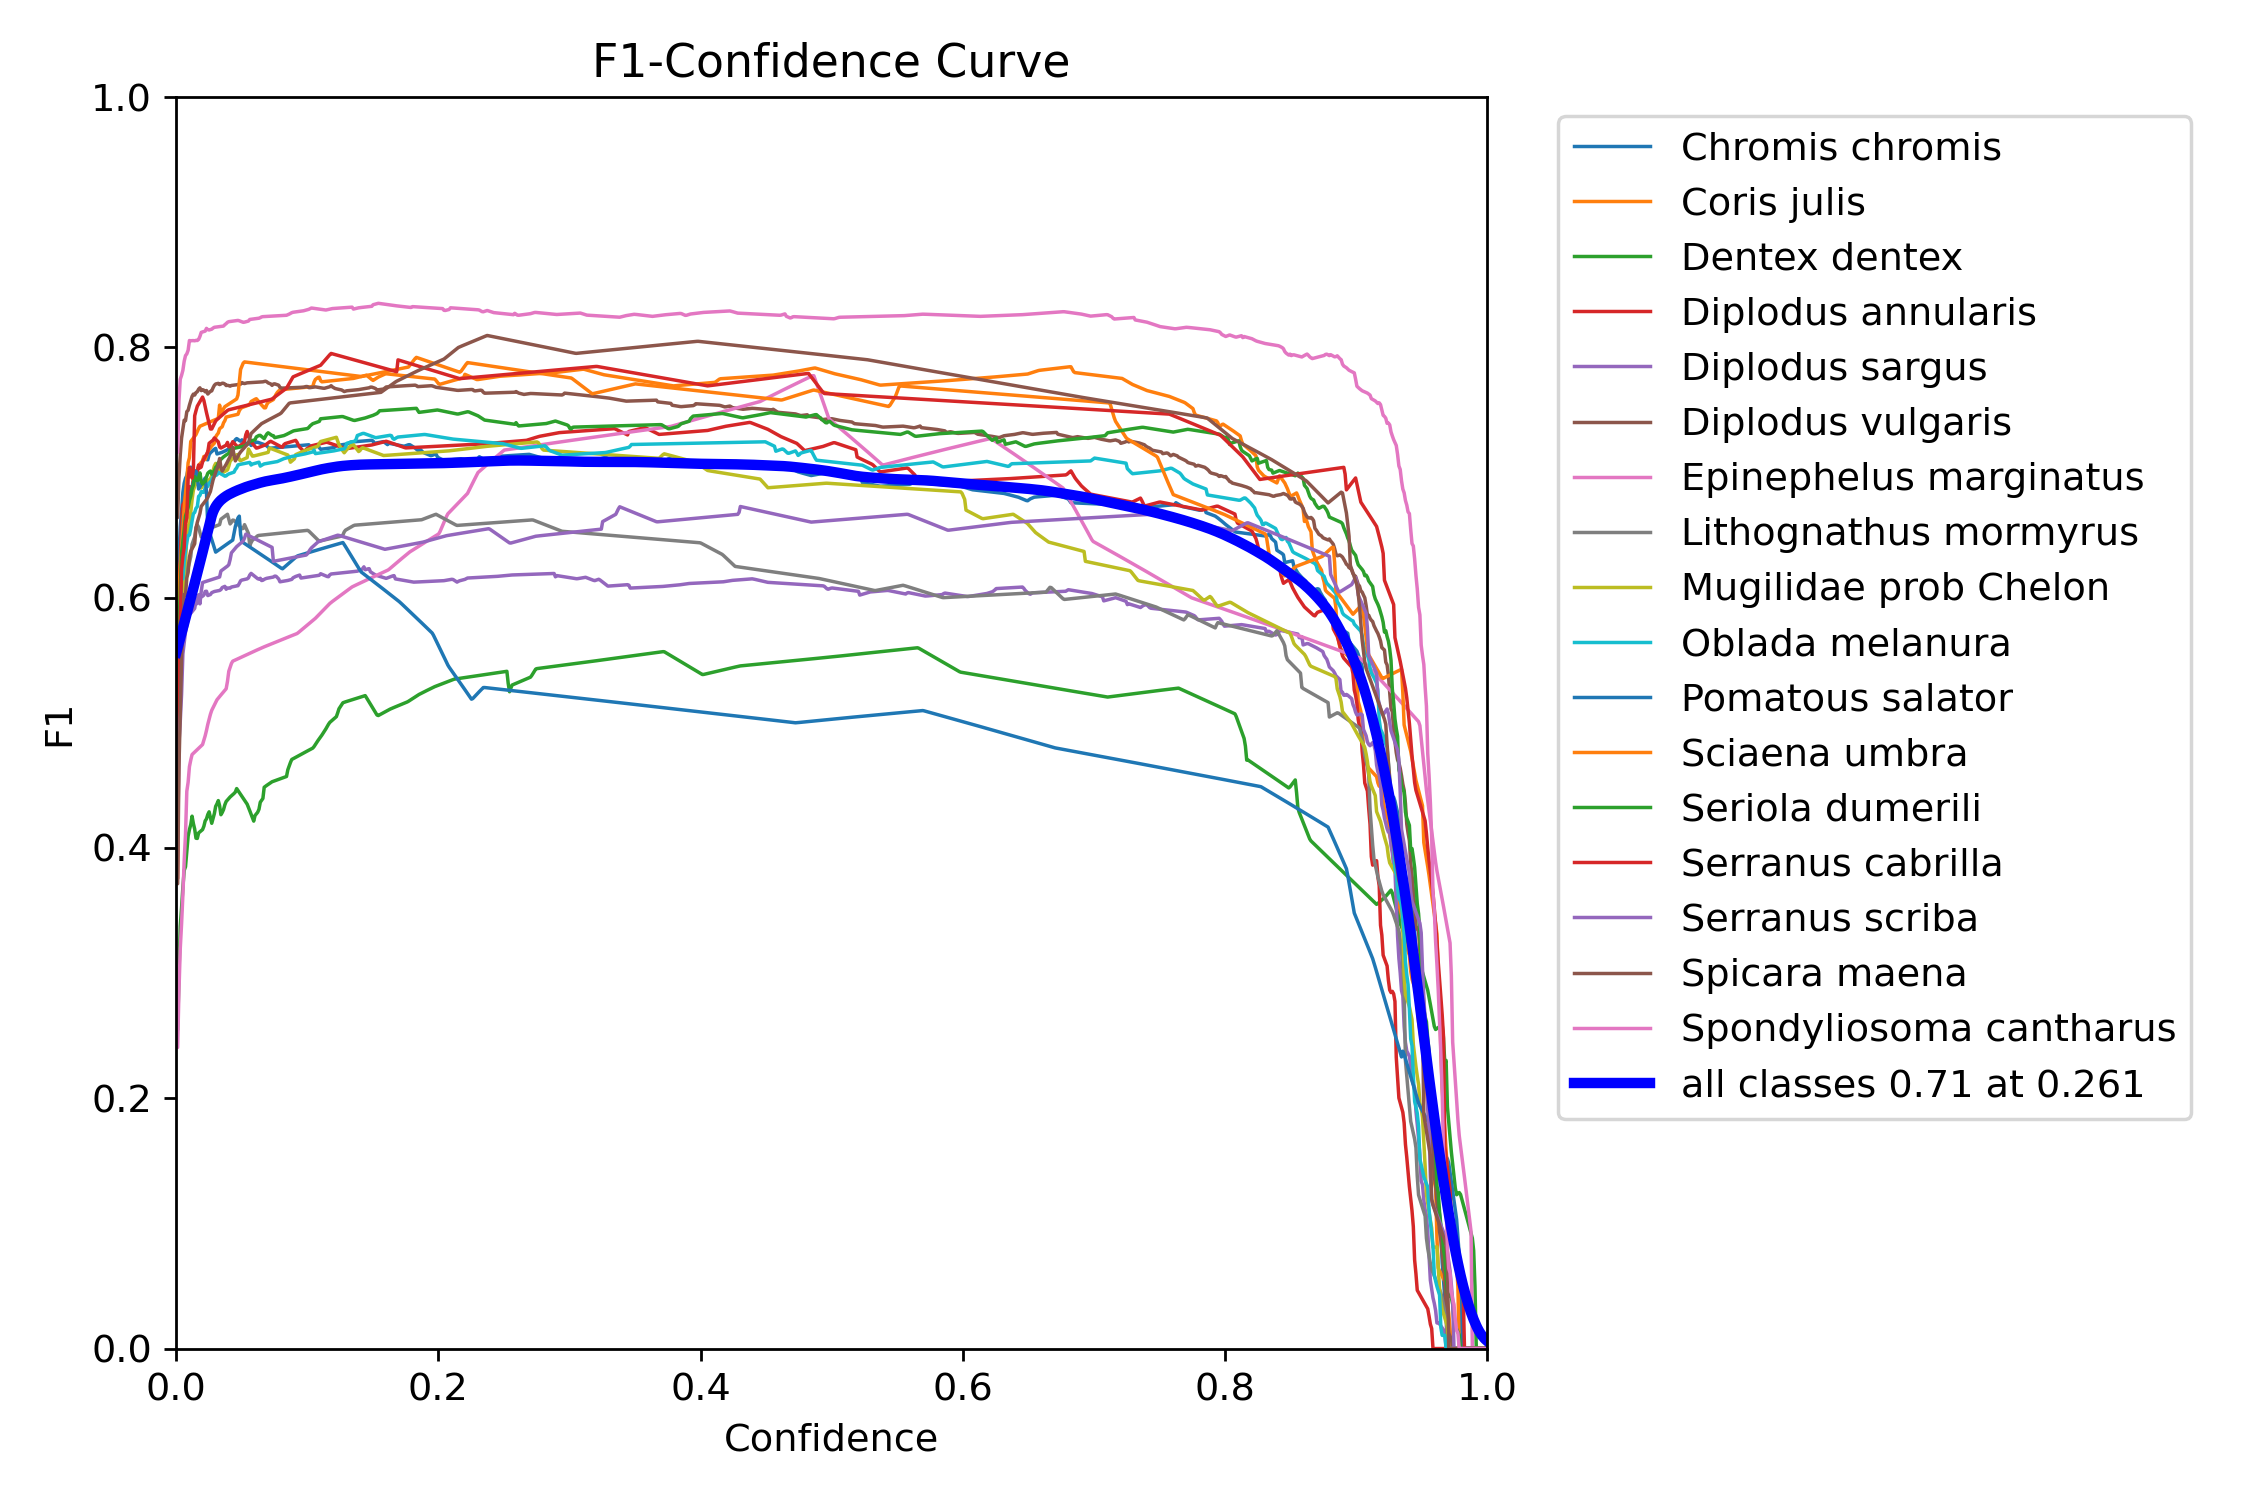 F1-Confidence Curve
1.0
0.8
0.6
0.4
0.2
0.0
F1
0.0 0.2 0.4 0.6 0.8 1.0
Confidence
Chromis chromis
Coris julis
Dentex dentex
Diplodus annularis
Diplodus sargus
Diplodus vulgaris
Epinephelus marginatus
Lithognathus mormyrus
Mugilidae prob Chelon
Oblada melanura
Pomatous salator
Sciaena umbra
Seriola dumerili
Serranus cabrilla
Serranus scriba
Spicara maena
Spondyliosoma cantharus
all classes 0.71 at 0.261